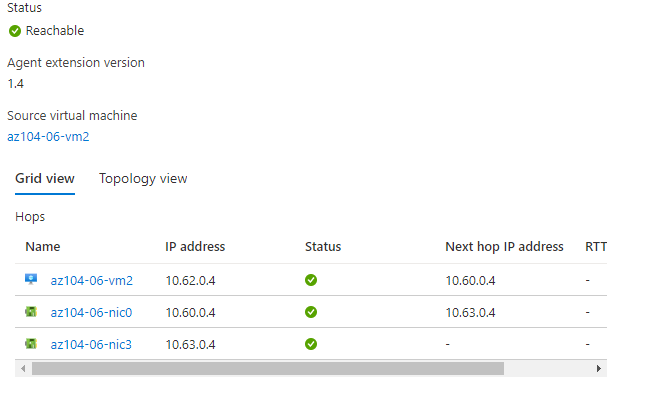 Status
Reachable
Agent extension version
1.4
Source virtual machine
az104-06-vm2
Grid view Topology view
Hops
Name IP address Status Next hop IP address RTT
az104-06-vm2 10.62.0.4 10.60.0.4 -
az104-06-nic0 10.60.0.4 10.63.0.4 -
az104-06-nic3 10.63.0.4 - -